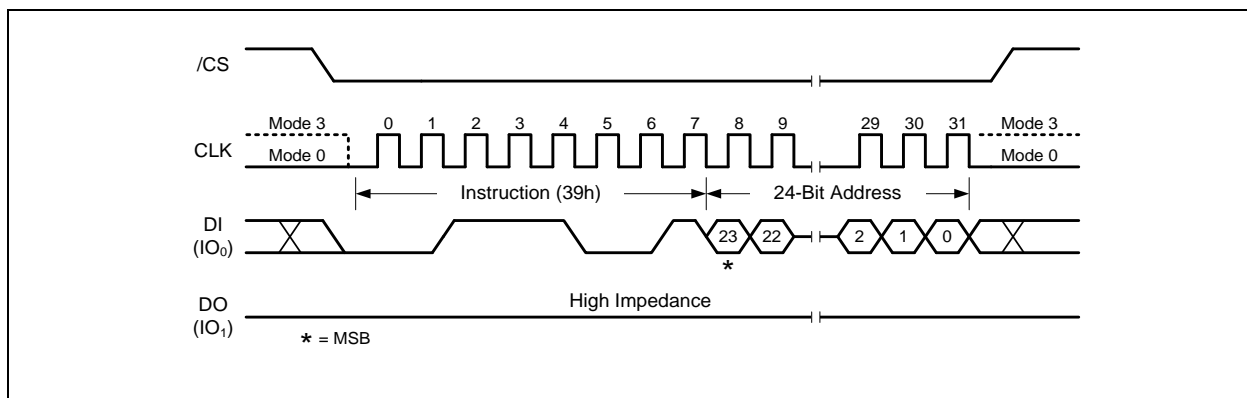 /CS
Mode 3 0 1 2 3 4 5 6 7 8 9 29 30 31 Mode 3
CLK Mode 0 Mode 0
Instruction (39h) 24-Bit Address
DI
(IO₀)
23 22 2 1 0
*
High Impedance
DO
(IO₁)
* = MSB